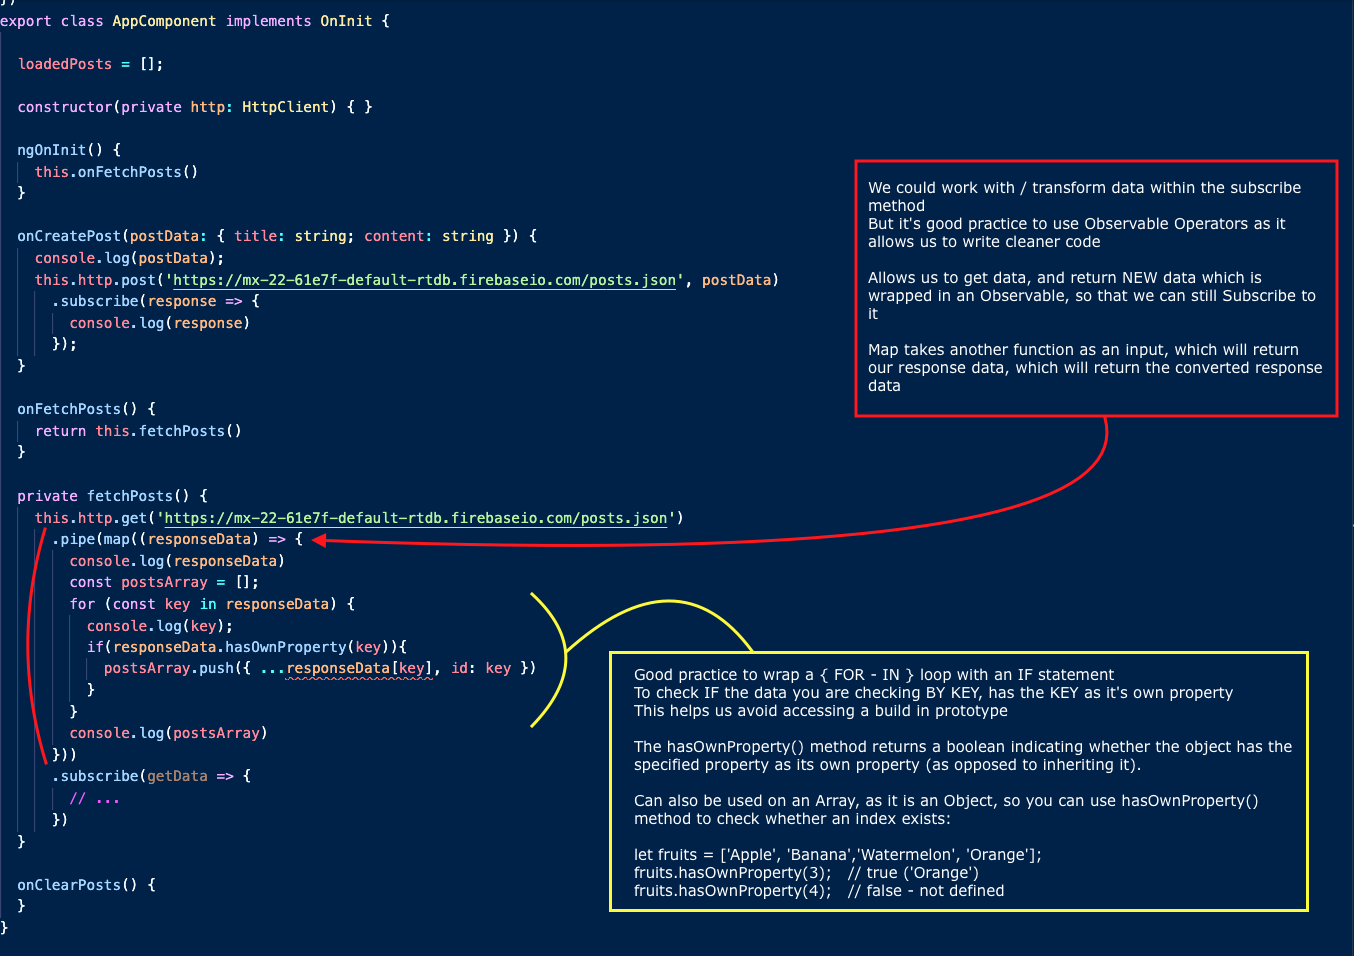 })
export class AppComponent implements OnInit {
loadedPosts = [];
constructor(private http: HttpClient) { }
ngOnInit() {
this.onFetchPosts()
}
onCreatePost(postData: { title: string; content: string }) {
console.log(postData);
this.http.post('https://mx-22-61e7f-default-rtdb.firebaseio.com/posts.json', postData)
.subscribe(response => {
console.log(response)
});
}
onFetchPosts() {
return this.fetchPosts()
}
private fetchPosts() {
this.http.get('https://mx-22-61e7f-default-rtdb.firebaseio.com/posts.json')
.pipe(map((responseData) => {
console.log(responseData)
const postsArray = [];
for (const key in responseData) {
console.log(key);
if(responseData.hasOwnProperty(key)){
postsArray.push({ ...responseData[key], id: key })
}
}
console.log(postsArray)
}))
.subscribe(getData => {
// ...
})
}
onClearPosts() {
}
}
We could work with / transform data within the subscribe
method
But it's good practice to use Observable Operators as it
allows us to write cleaner code
Allows us to get data, and return NEW data which is
wrapped in an Observable, so that we can still Subscribe to
it
Map takes another function as an input, which will return
our response data, which will return the converted response
data
Good practice to wrap a { FOR - IN } loop with an IF statement
To check IF the data you are checking BY KEY, has the KEY as it's own property
This helps us avoid accessing a build in prototype
The hasOwnProperty() method returns a boolean indicating whether the object has the
specified property as its own property (as opposed to inheriting it).
Can also be used on an Array, as it is an Object, so you can use hasOwnProperty()
method to check whether an index exists:
let fruits = ['Apple', 'Banana','Watermelon', 'Orange'];
fruits.hasOwnProperty(3);   // true ('Orange')
fruits.hasOwnProperty(4);   // false - not defined